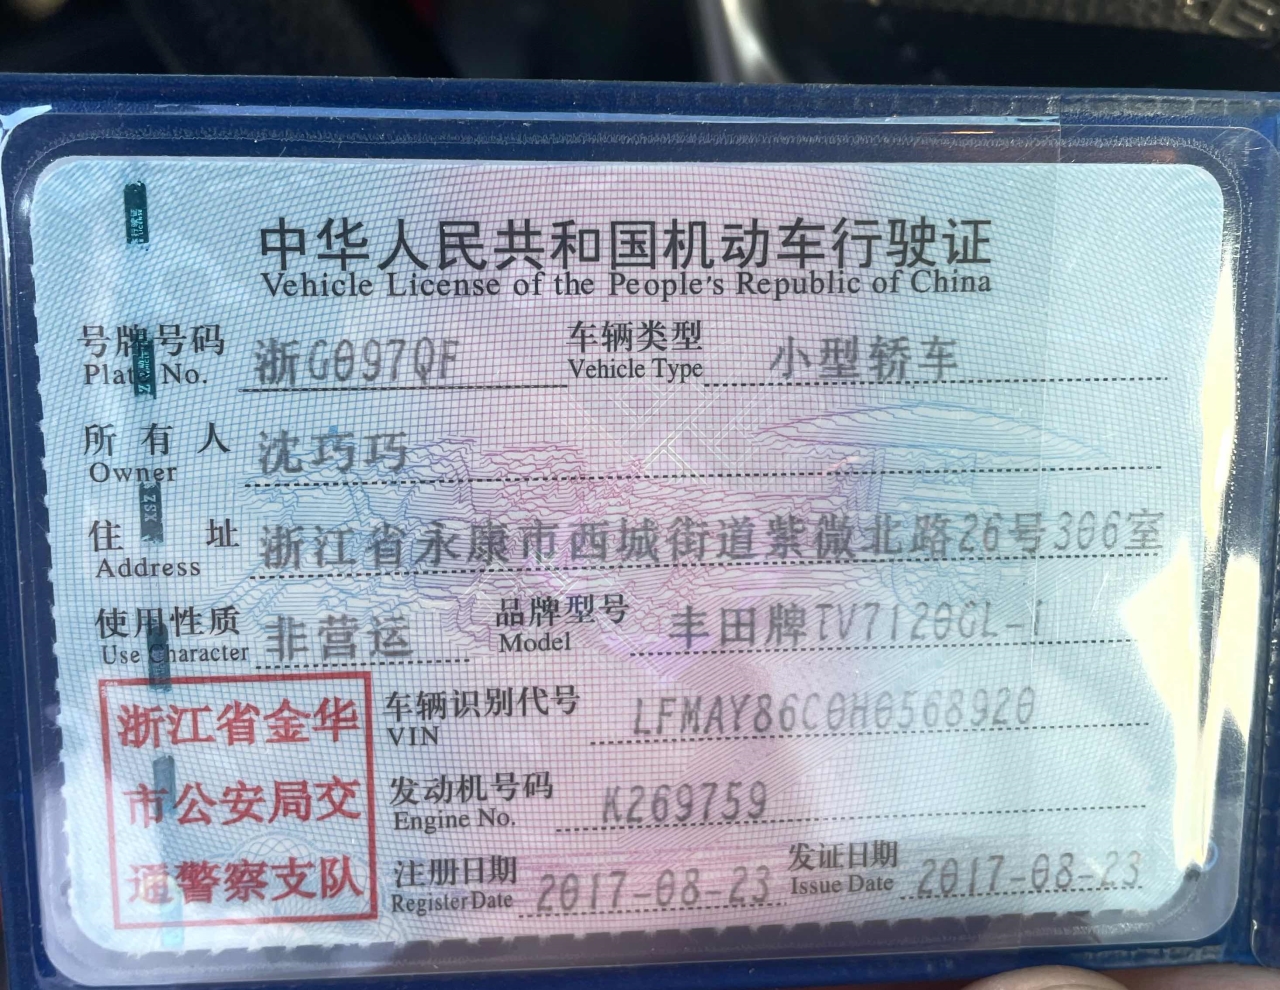 中华人民共和国机动车行驶证
Vehicle License of the People's Republic of China
号牌号码 浙G097QF 车辆类型 小型轿车
Plate No. Vehicle Type
所有人 沈巧巧
Owner
住址 浙江省永康市西城街道紫微北路26号306室
Address
使用性质 非营运 品牌型号 丰田牌TV7120GL-i
Use Character Model
浙江省金华
市公安局交
通警察支队
车辆识别代号 LFMAY86C0H0568920
VIN
发动机号码 K269759
Engine No.
注册日期 2017-08-23 发证日期 2017-08-23
Register Date Issue Date